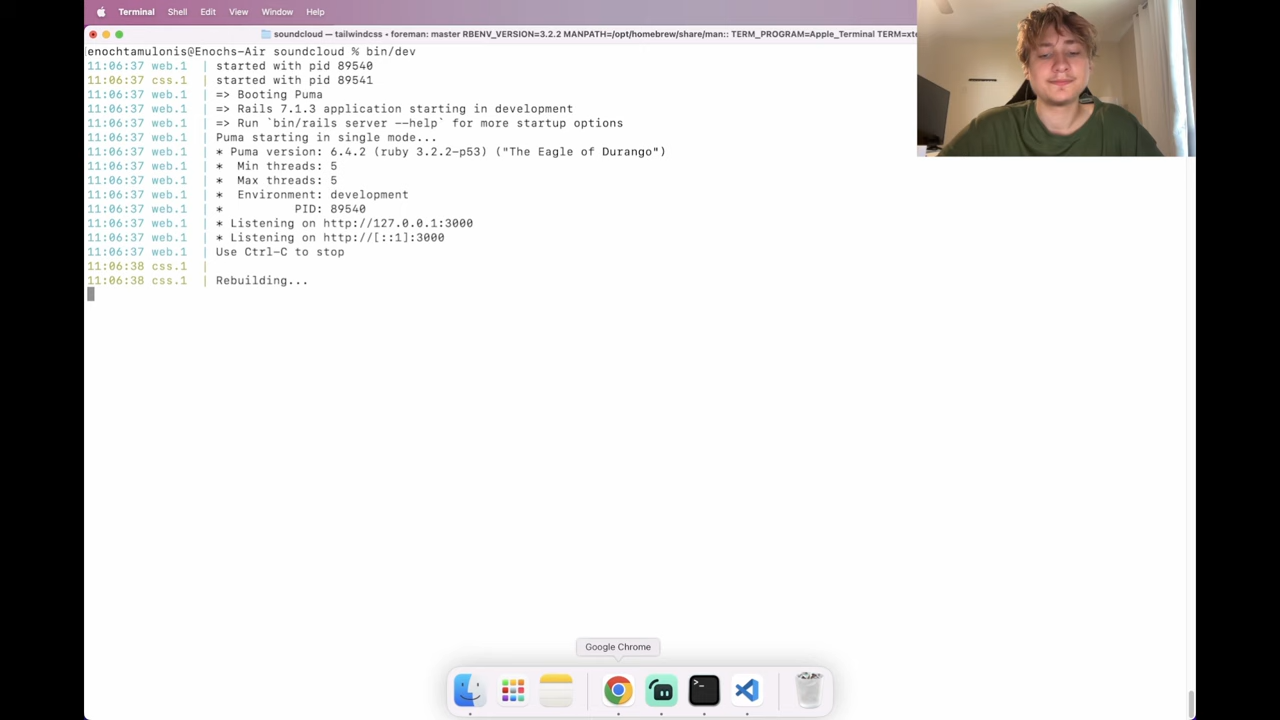 Terminal Shell Edit View Window Help
soundcloud — tailwindcss ‹ foreman: master RBENV_VERSION=3.2.2 MANPATH=/opt/homebrew/share/man:: TERM_PROGRAM=Apple_Terminal TERM=xte
enochtamulonis@Enochs-Air soundcloud % bin/dev
11:06:37 web.1 | started with pid 89540
11:06:37 css.1 | started with pid 89541
11:06:37 web.1 | => Booting Puma
11:06:37 web.1 | => Rails 7.1.3 application starting in development
11:06:37 web.1 | => Run `bin/rails server --help` for more startup options
11:06:37 web.1 | Puma starting in single mode...
11:06:37 web.1 | * Puma version: 6.4.2 (ruby 3.2.2-p53) ("The Eagle of Durango")
11:06:37 web.1 | * Min threads: 5
11:06:37 web.1 | * Max threads: 5
11:06:37 web.1 | * Environment: development
11:06:37 web.1 | * PID: 89540
11:06:37 web.1 | * Listening on http://127.0.0.1:3000
11:06:37 web.1 | * Listening on http://[::1]:3000
11:06:37 web.1 | Use Ctrl-C to stop
11:06:38 css.1 |
11:06:38 css.1 | Rebuilding...
Google Chrome